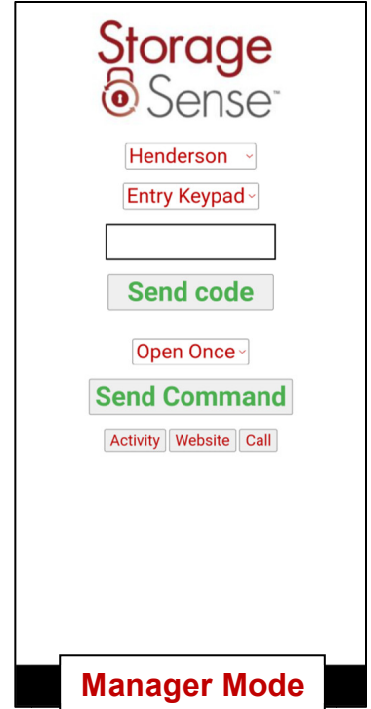 Storage
Sense™
Henderson
Entry Keypad
Send code
Open Once
Send Command
Activity Website Call
Manager Mode